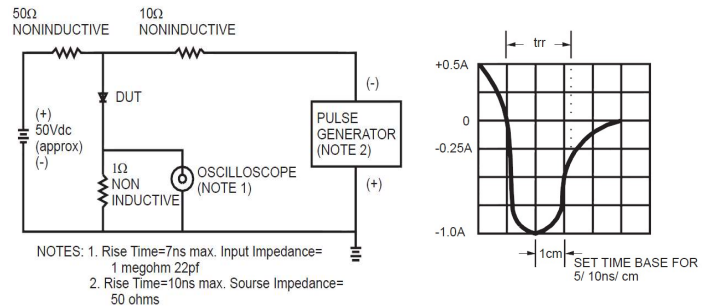 50Ω
NONINDUCTIVE
10Ω
NONINDUCTIVE
(+)
50Vdc
(approx)
(-)
DUT
1Ω
NON
INDUCTIVE
OSCILLOSCOPE
(NOTE 1)
(-)
PULSE
GENERATOR
(NOTE 2)
(+)
NOTES: 1. Rise Time=7ns max. Input Impedance=
1 megohm 22pf
2. Rise Time=10ns max. Sourse Impedance=
50 ohms
trr
+0.5A
0
-0.25A
-1.0A
1cm
SET TIME BASE FOR
5/ 10ns/ cm